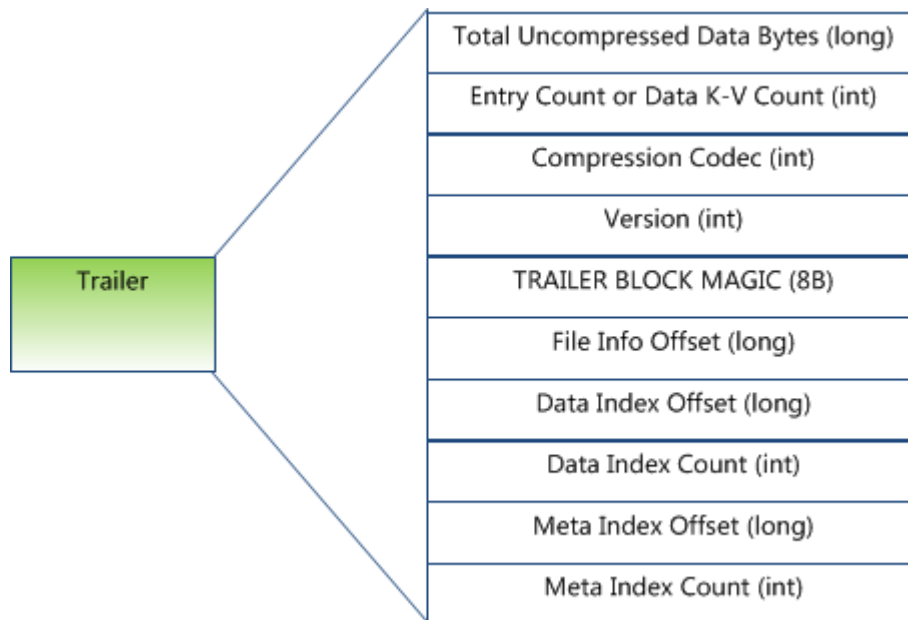 Trailer
Total Uncompressed Data Bytes (long)
Entry Count or Data K-V Count (int)
Compression Codec (int)
Version (int)
TRAILER BLOCK MAGIC (8B)
File Info Offset (long)
Data Index Offset (long)
Data Index Count (int)
Meta Index Offset (long)
Meta Index Count (int)